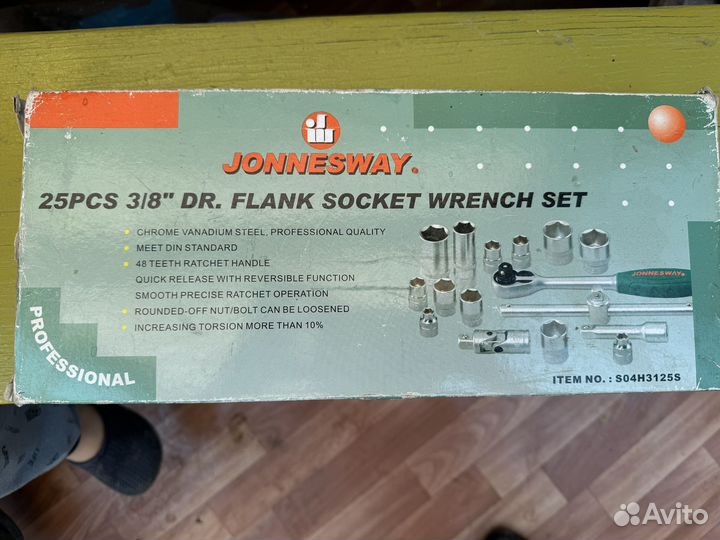 JONNESWAY®
25PCS 3/8" DR. FLANK SOCKET WRENCH SET
• CHROME VANADIUM STEEL, PROFESSIONAL QUALITY
• MEET DIN STANDARD
• 48 TEETH RATCHET HANDLE
QUICK RELEASE WITH REVERSIBLE FUNCTION
SMOOTH PRECISE RATCHET OPERATION
• ROUNDED-OFF NUT/BOLT CAN BE LOOSENED
• INCREASING TORSION MORE THAN 10%
JONNESWAY
PROFESSIONAL
ITEM NO. : S04H3125S
Avito